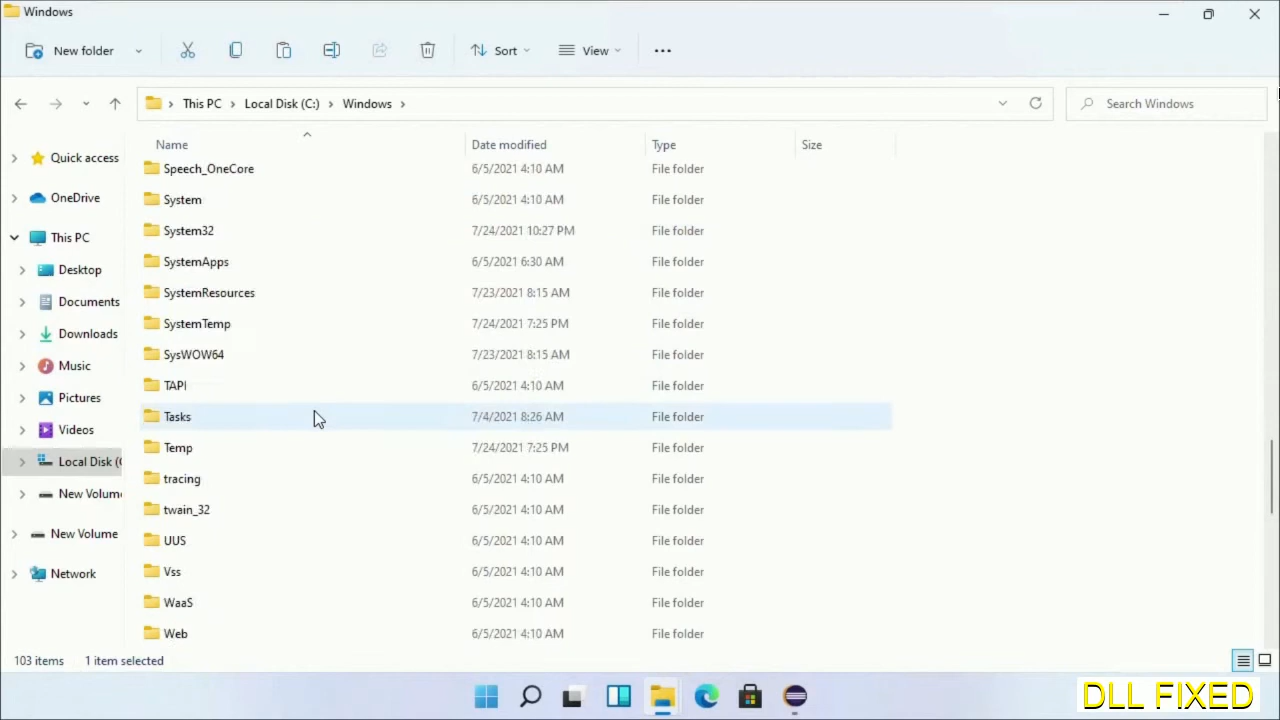 Windows
New folder Sort View
This PC Local Disk (C:) Windows Search Windows
Name Date modified Type Size
Quick access
OneDrive
This PC
Desktop
Documents
Downloads
Music
Pictures
Videos
Local Disk (
New Volum
New Volume
Network
Speech_OneCore 6/5/2021 4:10 AM File folder
System 6/5/2021 4:10 AM File folder
System32 7/24/2021 10:27 PM File folder
SystemApps 6/5/2021 6:30 AM File folder
SystemResources 7/23/2021 8:15 AM File folder
SystemTemp 7/24/2021 7:25 PM File folder
SysWOW64 7/23/2021 8:15 AM File folder
TAPI 6/5/2021 4:10 AM File folder
Tasks 7/4/2021 8:26 AM File folder
Temp 7/24/2021 7:25 PM File folder
tracing 6/5/2021 4:10 AM File folder
twain_32 6/5/2021 4:10 AM File folder
UUS 6/5/2021 4:10 AM File folder
Vss 6/5/2021 4:10 AM File folder
WaaS 6/5/2021 4:10 AM File folder
Web 6/5/2021 4:10 AM File folder
103 items 1 item selected
DLL FIXED